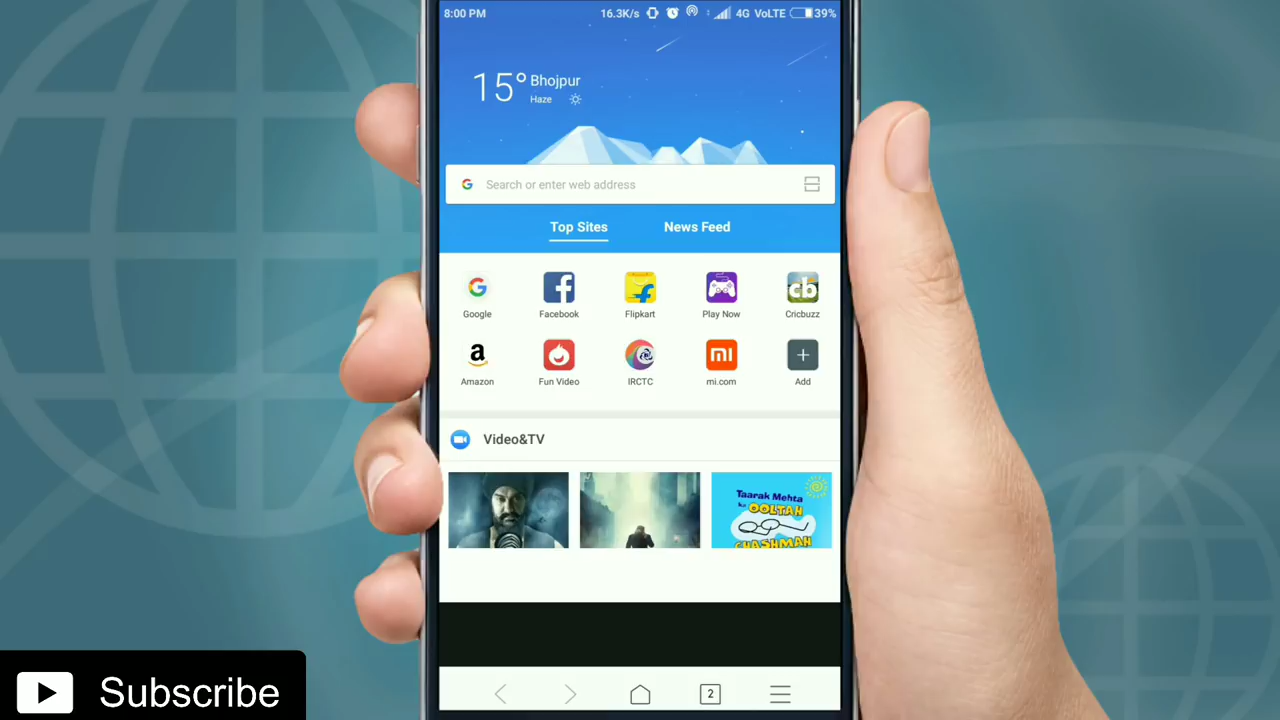 8:00 PM 16.3K/s 4G VoLTE 39%
15° Bhojpur
Haze
Search or enter web address
Top Sites News Feed
Google Facebook Flipkart Play Now Cricbuzz
cb
a mi
Amazon Fun Video IRCTC mi.com Add
Video&TV
Taarak Mehta
ka OOLTAH
CHASHMAH
2
Subscribe